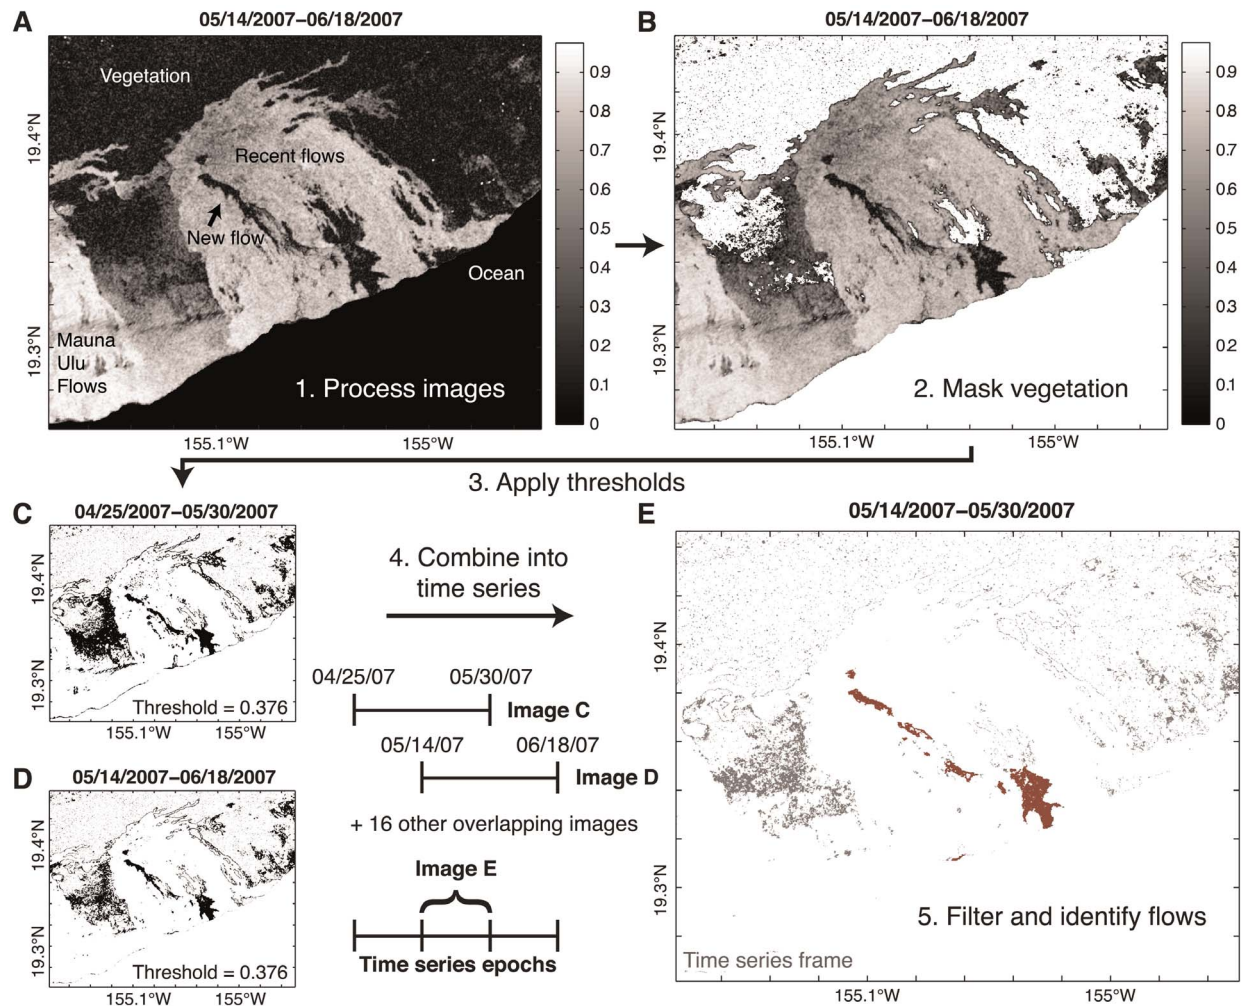 A
05/14/2007–06/18/2007
Vegetation
Recent flows
New flow
Ocean
Mauna
Ulu
Flows
1. Process images
19.4°N
19.3°N
155.1°W
155°W
0.9
0.8
0.7
0.6
0.5
0.4
0.3
0.2
0.1
0
B
05/14/2007–06/18/2007
2. Mask vegetation
19.4°N
19.3°N
155.1°W
155°W
0.9
0.8
0.7
0.6
0.5
0.4
0.3
0.2
0.1
0
3. Apply thresholds
C
04/25/2007–05/30/2007
19.4°N
19.3°N
Threshold = 0.376
155.1°W
155°W
D
05/14/2007–06/18/2007
19.4°N
19.3°N
Threshold = 0.376
155.1°W
155°W
4. Combine into
time series
04/25/07
05/30/07
Image C
05/14/07
06/18/07
Image D
+ 16 other overlapping images
Image E
Time series epochs
E
05/14/2007–05/30/2007
19.4°N
19.3°N
5. Filter and identify flows
Time series frame
155.1°W
155°W